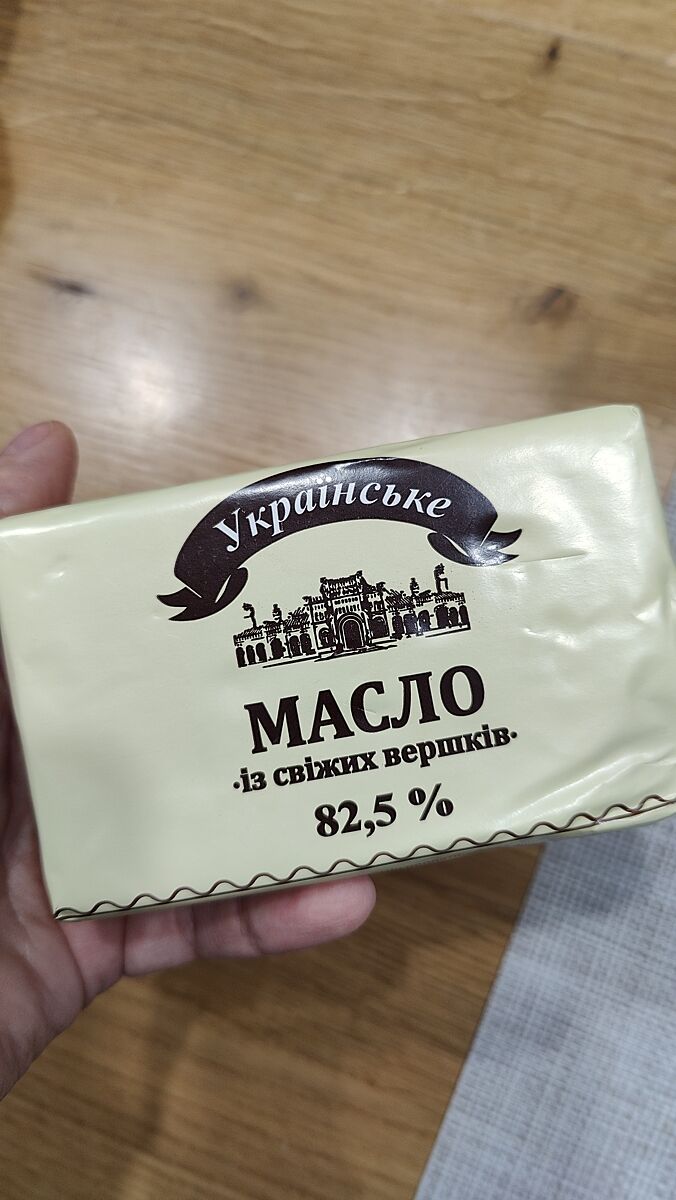 Українське
МАСЛО
·із свіжих вершків·
82,5 %